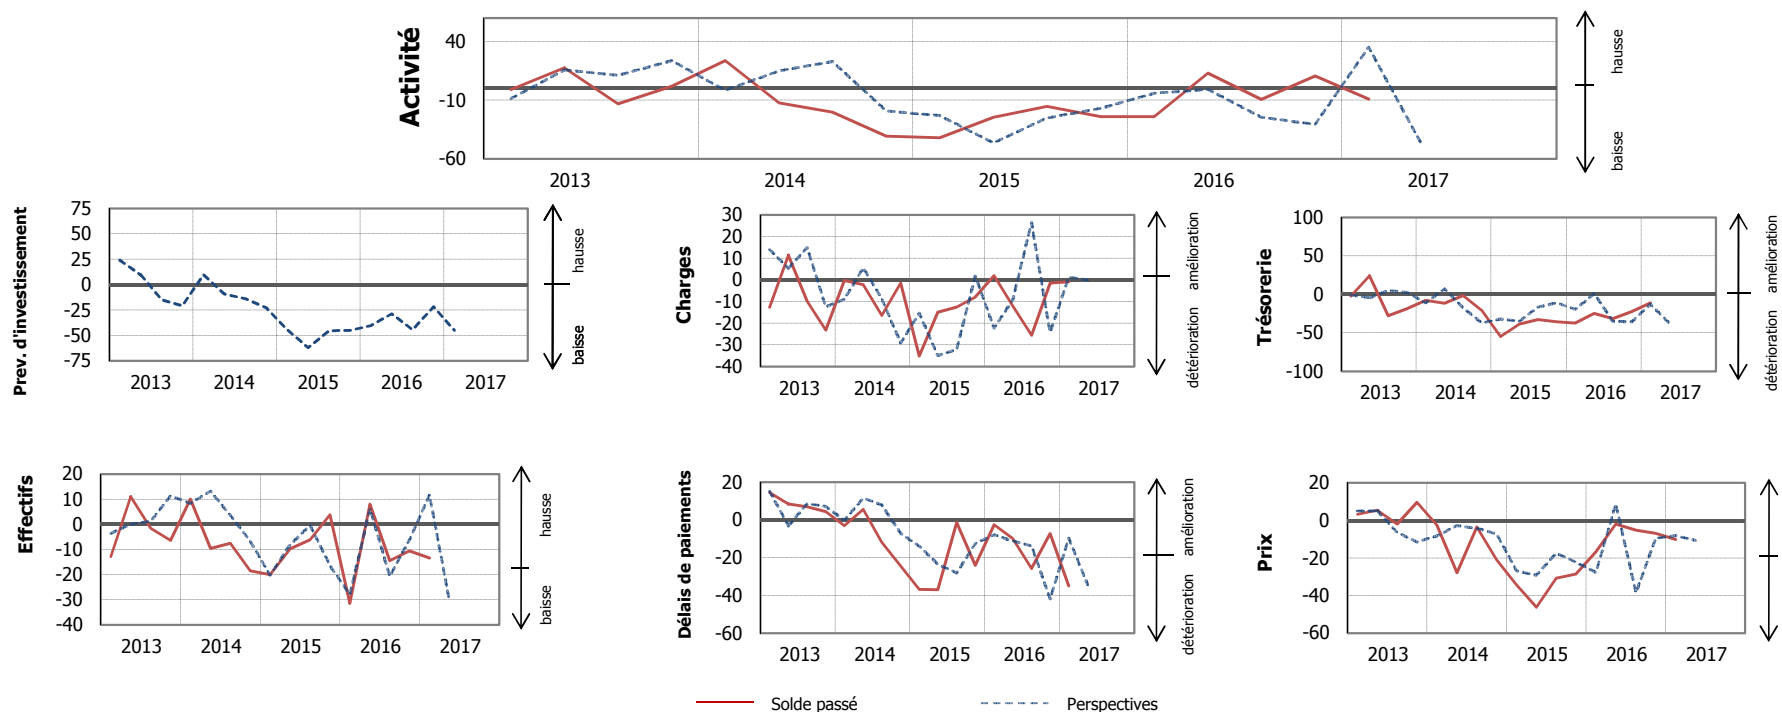 Activité
40
-10
-60
2013 2014 2015 2016 2017
hausse
baisse
Prev. d'investissement
75
50
25
0
-25
-50
-75
2013 2014 2015 2016 2017
hausse
baisse
Charges
30
20
10
0
-10
-20
-30
-40
2013 2014 2015 2016 2017
amélioration
détérioration
Trésorerie
100
50
0
-50
-100
2013 2014 2015 2016 2017
amélioration
détérioration
Effectifs
20
10
0
-10
-20
-30
-40
2013 2014 2015 2016 2017
hausse
baisse
Délais de paiements
20
0
-20
-40
-60
2013 2014 2015 2016 2017
amélioration
détérioration
Prix
20
0
-20
-40
-60
2013 2014 2015 2016 2017
Solde passé Perspectives